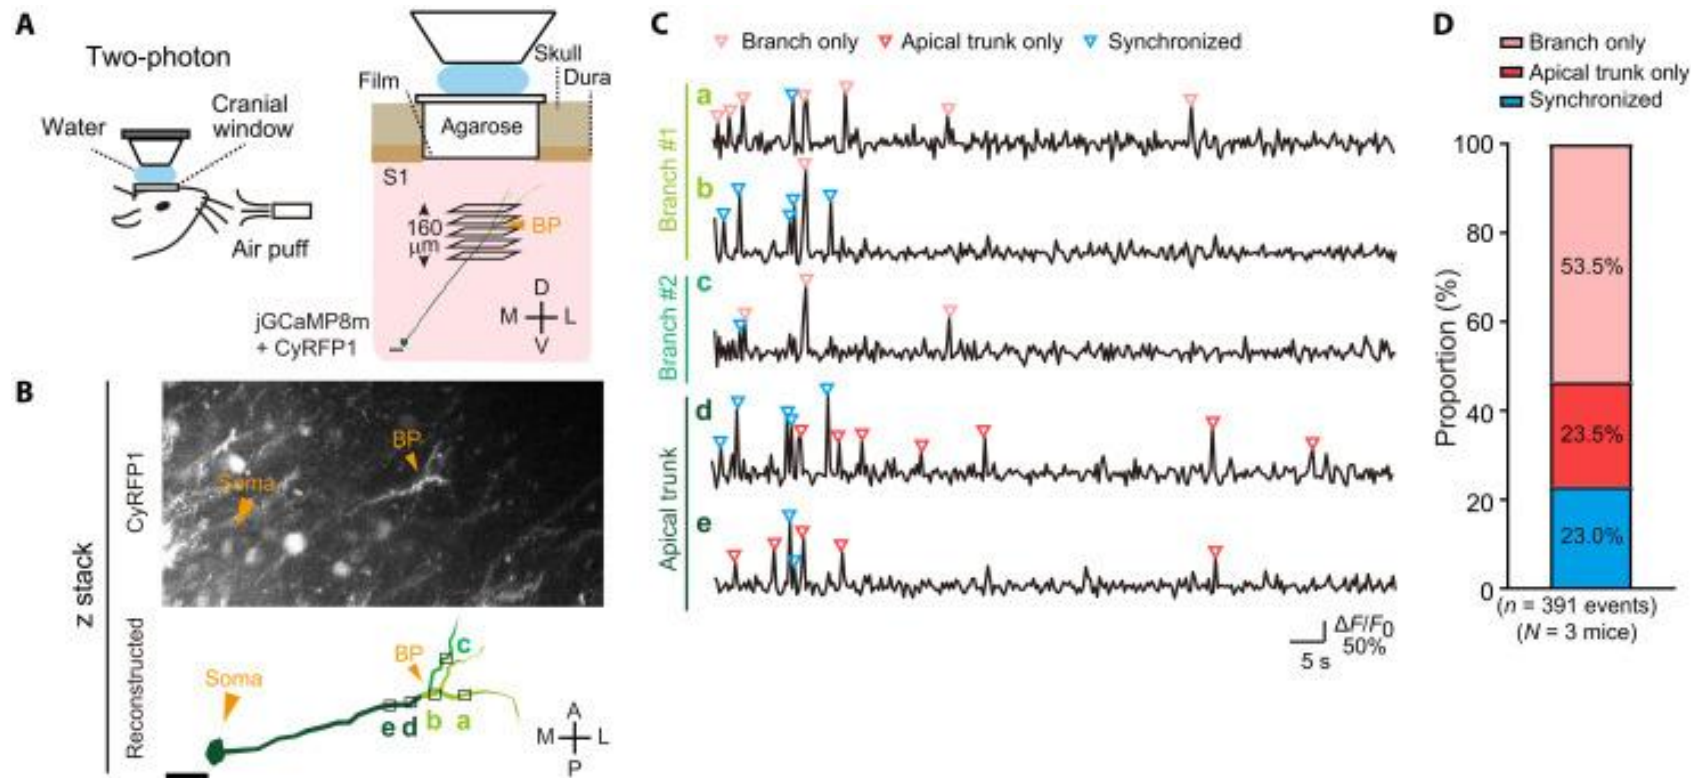 A
Two-photon
Water
Cranial
window
Air puff
Film
Skull
Dura
Agarose
S1
160
μm
BP
D
M L
V
jGCaMP8m
+ CyRFP1
B
z stack
CyRFP1
BP
Soma
Reconstructed
Soma
BP
c
e d b a
A
M L
P
C
Branch only Apical trunk only Synchronized
Branch #1
a
b
Branch #2
c
Apical trunk
d
e
ΔF/F0
50%
5 s
D
Branch only
Apical trunk only
Synchronized
Proportion (%)
100
80
60
40
20
0
53.5%
23.5%
23.0%
(n = 391 events)
(N = 3 mice)